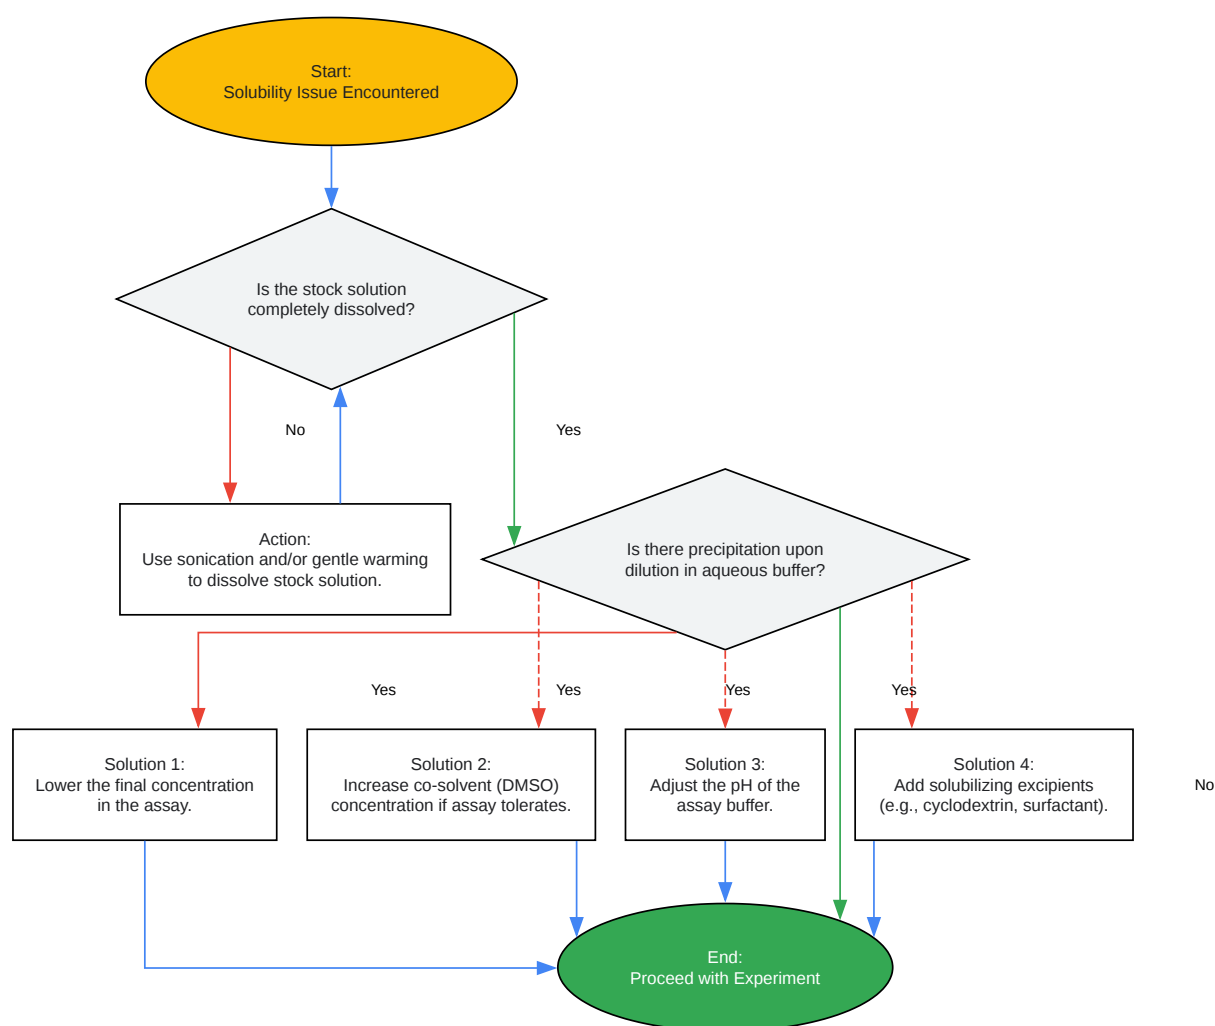 Start:
Solubility Issue Encountered
Is the stock solution
completely dissolved?
No
Yes
Action:
Use sonication and/or gentle warming
to dissolve stock solution.
Is there precipitation upon
dilution in aqueous buffer?
Yes
Yes
Yes
Yes
Solution 1:
Lower the final concentration
in the assay.
Solution 2:
Increase co-solvent (DMSO)
concentration if assay tolerates.
Solution 3:
Adjust the pH of the
assay buffer.
Solution 4:
Add solubilizing excipients
(e.g., cyclodextrin, surfactant).
No
End:
Proceed with Experiment